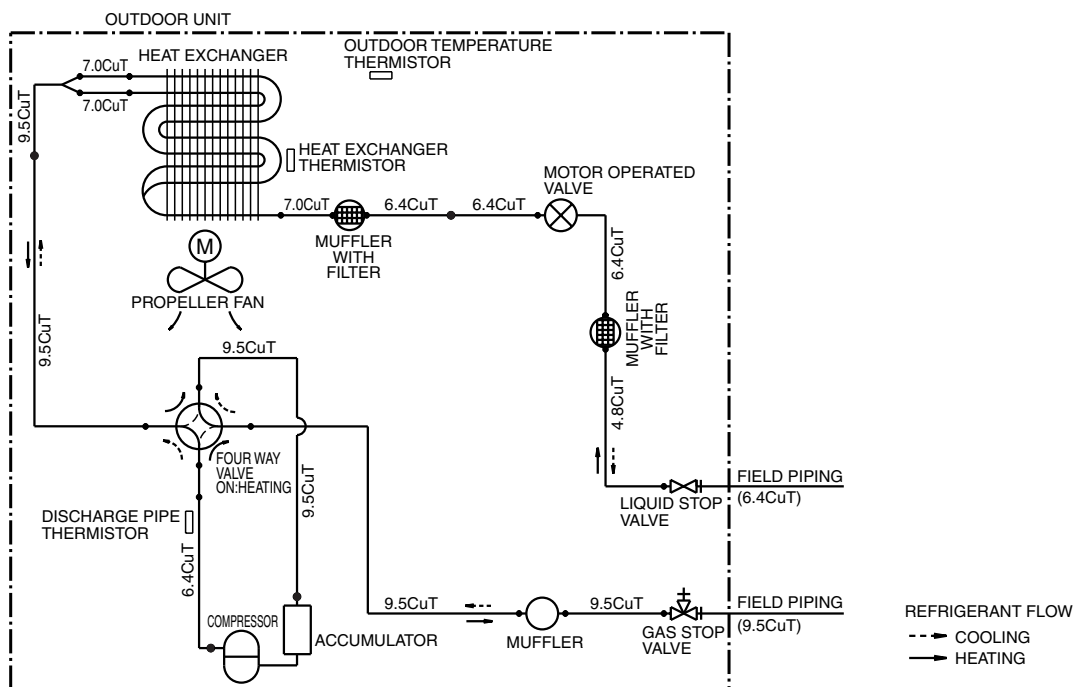 OUTDOOR UNIT
HEAT EXCHANGER
OUTDOOR TEMPERATURE
THERMISTOR
7.0CuT
7.0CuT
9.5CuT
HEAT EXCHANGER
THERMISTOR
MOTOR OPERATED
VALVE
7.0CuT
6.4CuT
6.4CuT
MUFFLER
WITH
FILTER
M
PROPELLER FAN
6.4CuT
MUFFLER
WITH
FILTER
9.5CuT
9.5CuT
4.8CuT
FOUR WAY
VALVE
ON:HEATING
9.5CuT
FIELD PIPING
(6.4CuT)
LIQUID STOP
VALVE
DISCHARGE PIPE
THERMISTOR
6.4CuT
9.5CuT
9.5CuT
FIELD PIPING
(9.5CuT)
COMPRESSOR
ACCUMULATOR
MUFFLER
GAS STOP
VALVE
REFRIGERANT FLOW
COOLING
HEATING